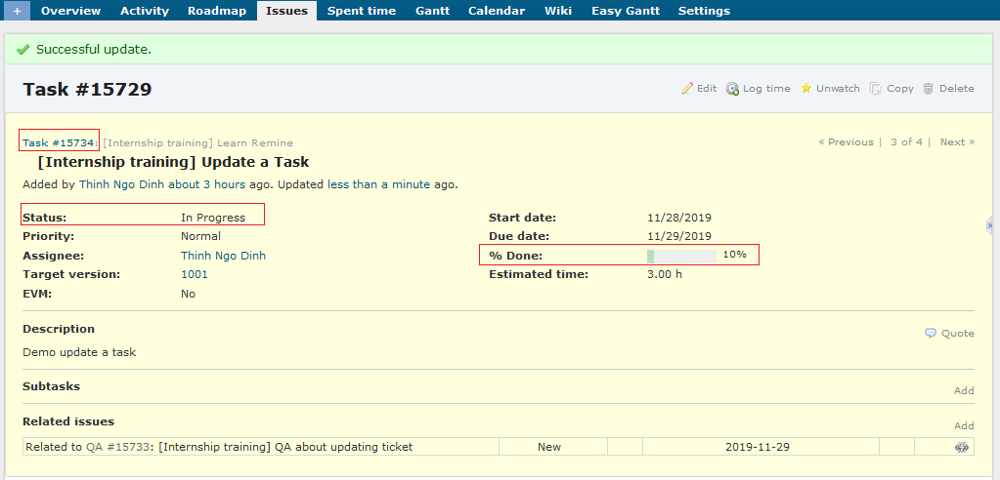 + Overview Activity Roadmap Issues Spent time Gantt Calendar Wiki Easy Gantt Settings
Successful update.
Task #15729 Edit Log time Unwatch Copy Delete
Task #15734: [Internship training] Learn Remine « Previous | 3 of 4 | Next »
[Internship training] Update a Task
Added by Thinh Ngo Dinh about 3 hours ago. Updated less than a minute ago.
Status: In Progress Start date: 11/28/2019
Priority: Normal Due date: 11/29/2019
Assignee: Thinh Ngo Dinh % Done: 10%
Target version: 1001 Estimated time: 3.00 h
EVM: No
Description Quote
Demo update a task
Subtasks Add
Related issues Add
Related to QA #15733: [Internship training] QA about updating ticket New 2019-11-29